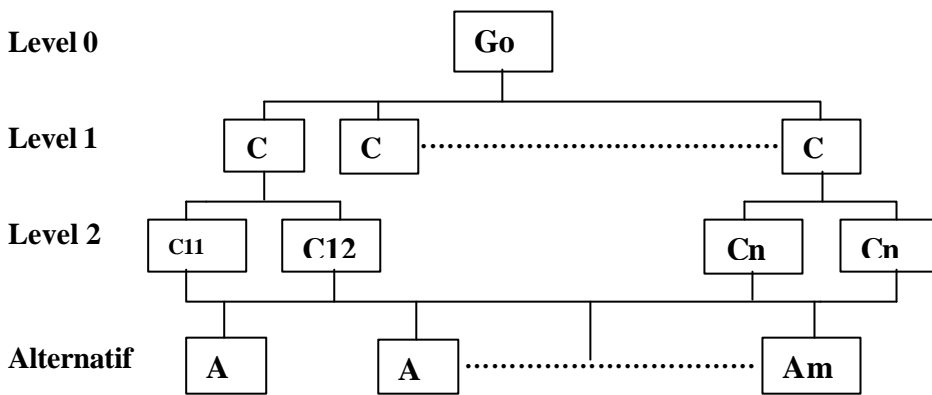 Level 0 Go
Level 1 C C C
Level 2 C11 C12 Cn Cn
Alternatif A A Am